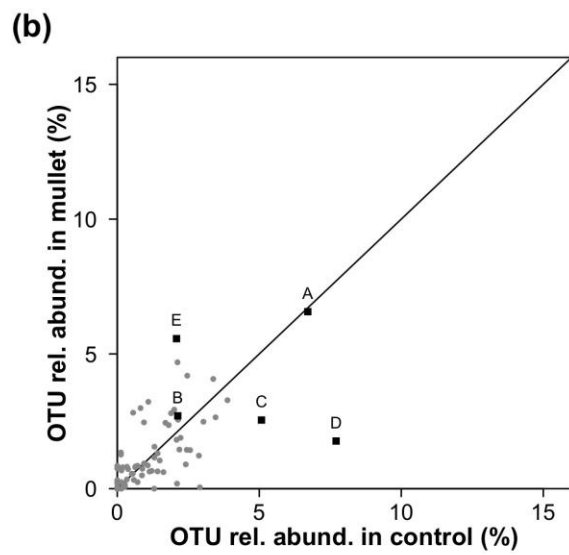 (b)
OTU rel. abund. in mullet (%)
15
10
5
0
A
E
B
C
D
0 5 10 15
OTU rel. abund. in control (%)